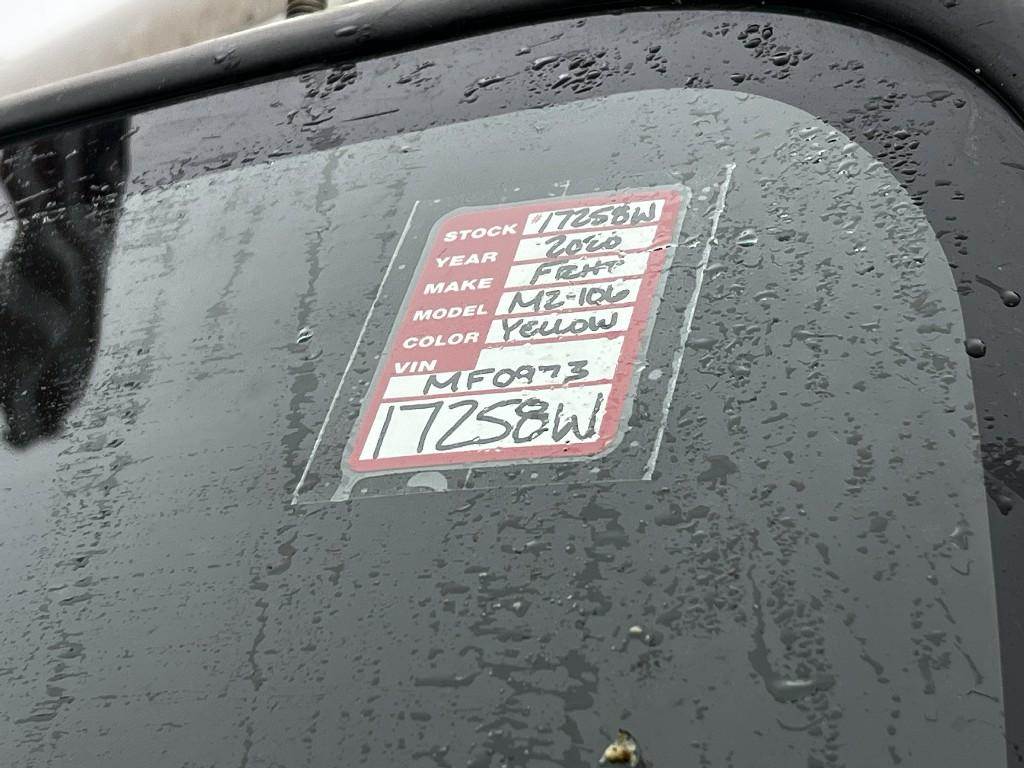 STOCK #17258W
YEAR 2020
MAKE FRHT
MODEL M2-106
COLOR YELLOW
VIN
MF0973
17258W